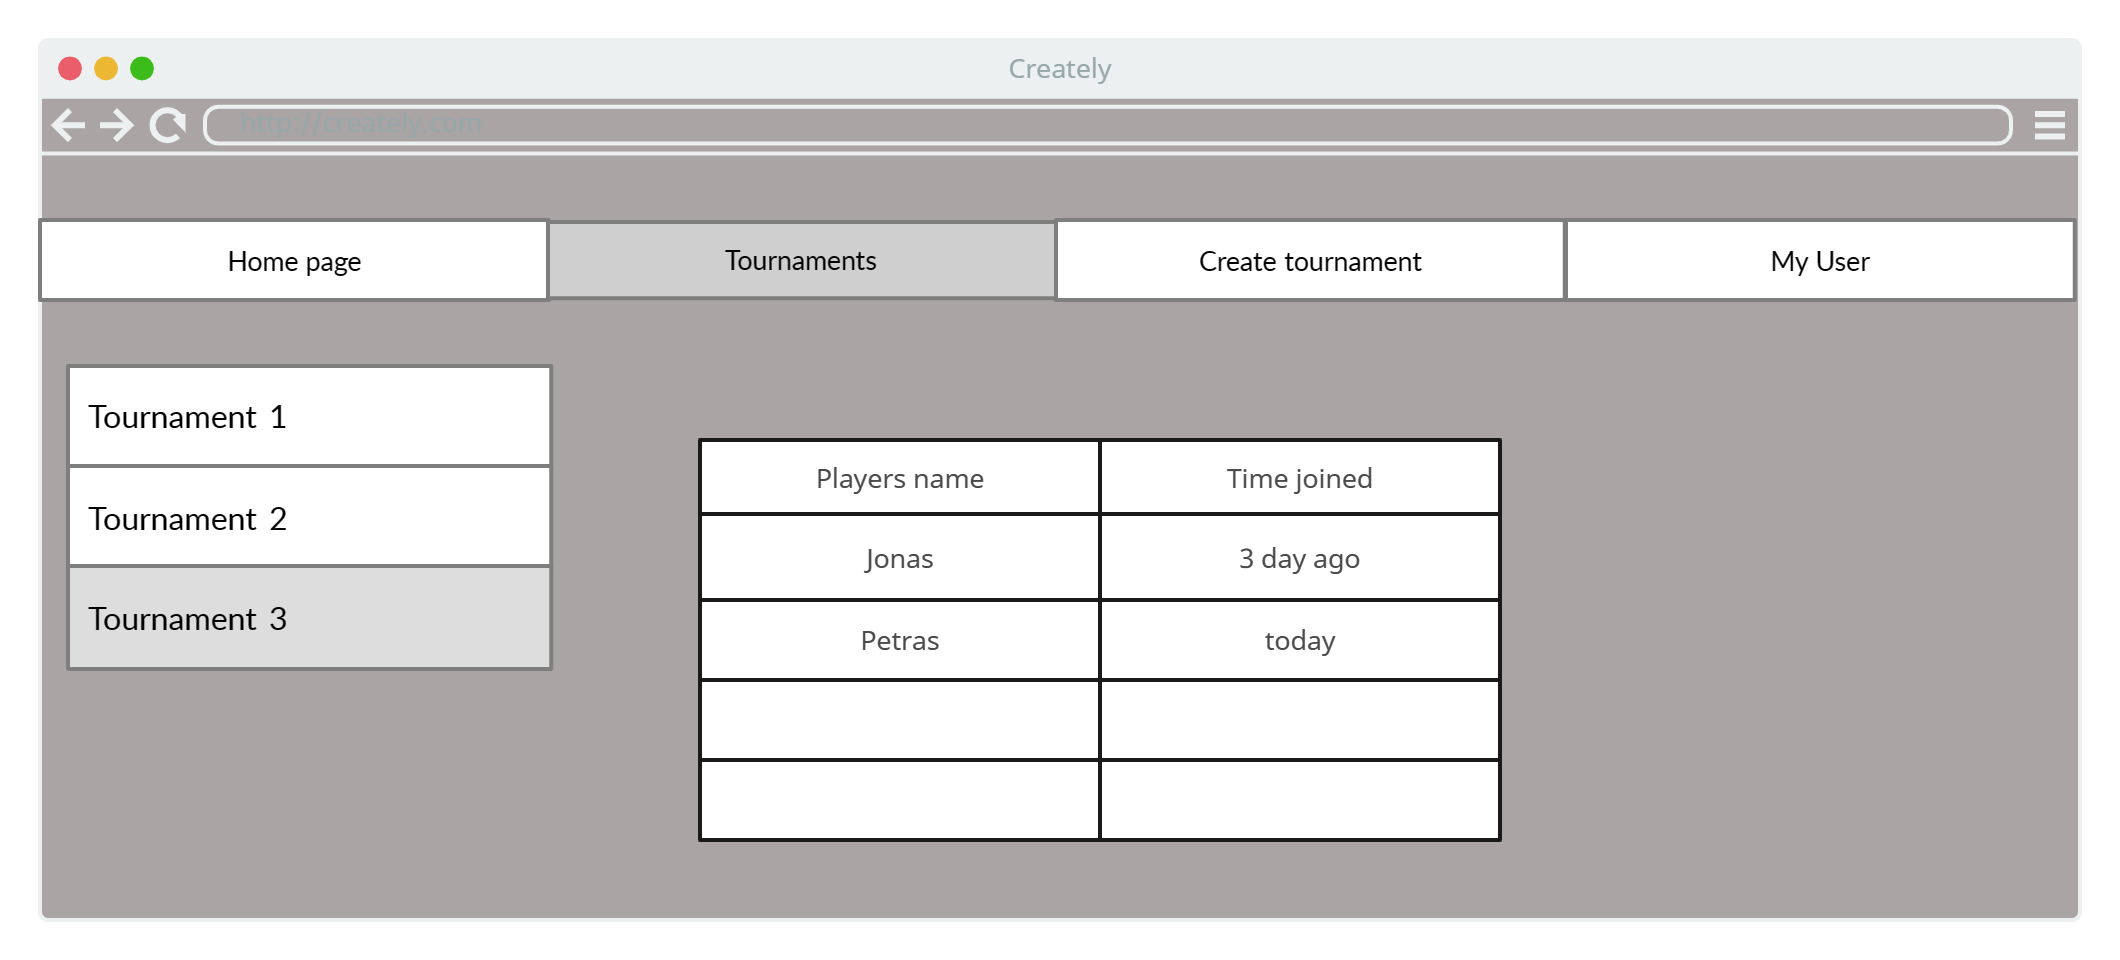 Creately
http://creately.com
Home page
Tournaments
Create tournament
My User
Tournament 1
Tournament 2
Tournament 3
Players name
Time joined
Jonas
3 day ago
Petras
today